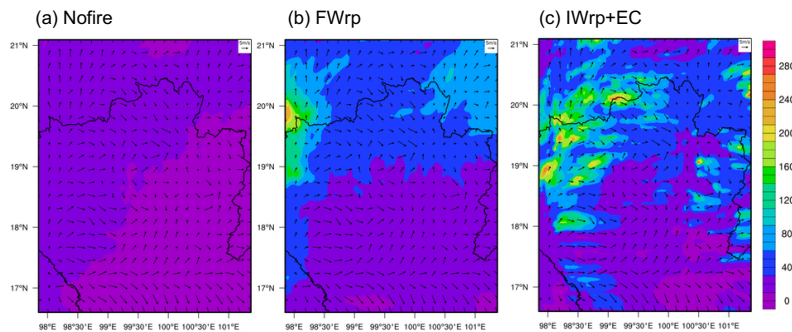 (a) Nofire
(b) FWrp
(c) IWrp+EC
21°N
20°N
19°N
18°N
17°N
98°E
98°30'E
99°E
99°30'E
100°E
100°30'E
101°E
5m/s
21°N
20°N
19°N
18°N
17°N
98°E
98°30'E
99°E
99°30'E
100°E
100°30'E
101°E
5m/s
21°N
20°N
19°N
18°N
17°N
98°E
98°30'E
99°E
99°30'E
100°E
100°30'E
101°E
5m/s
280
240
200
160
120
80
40
0